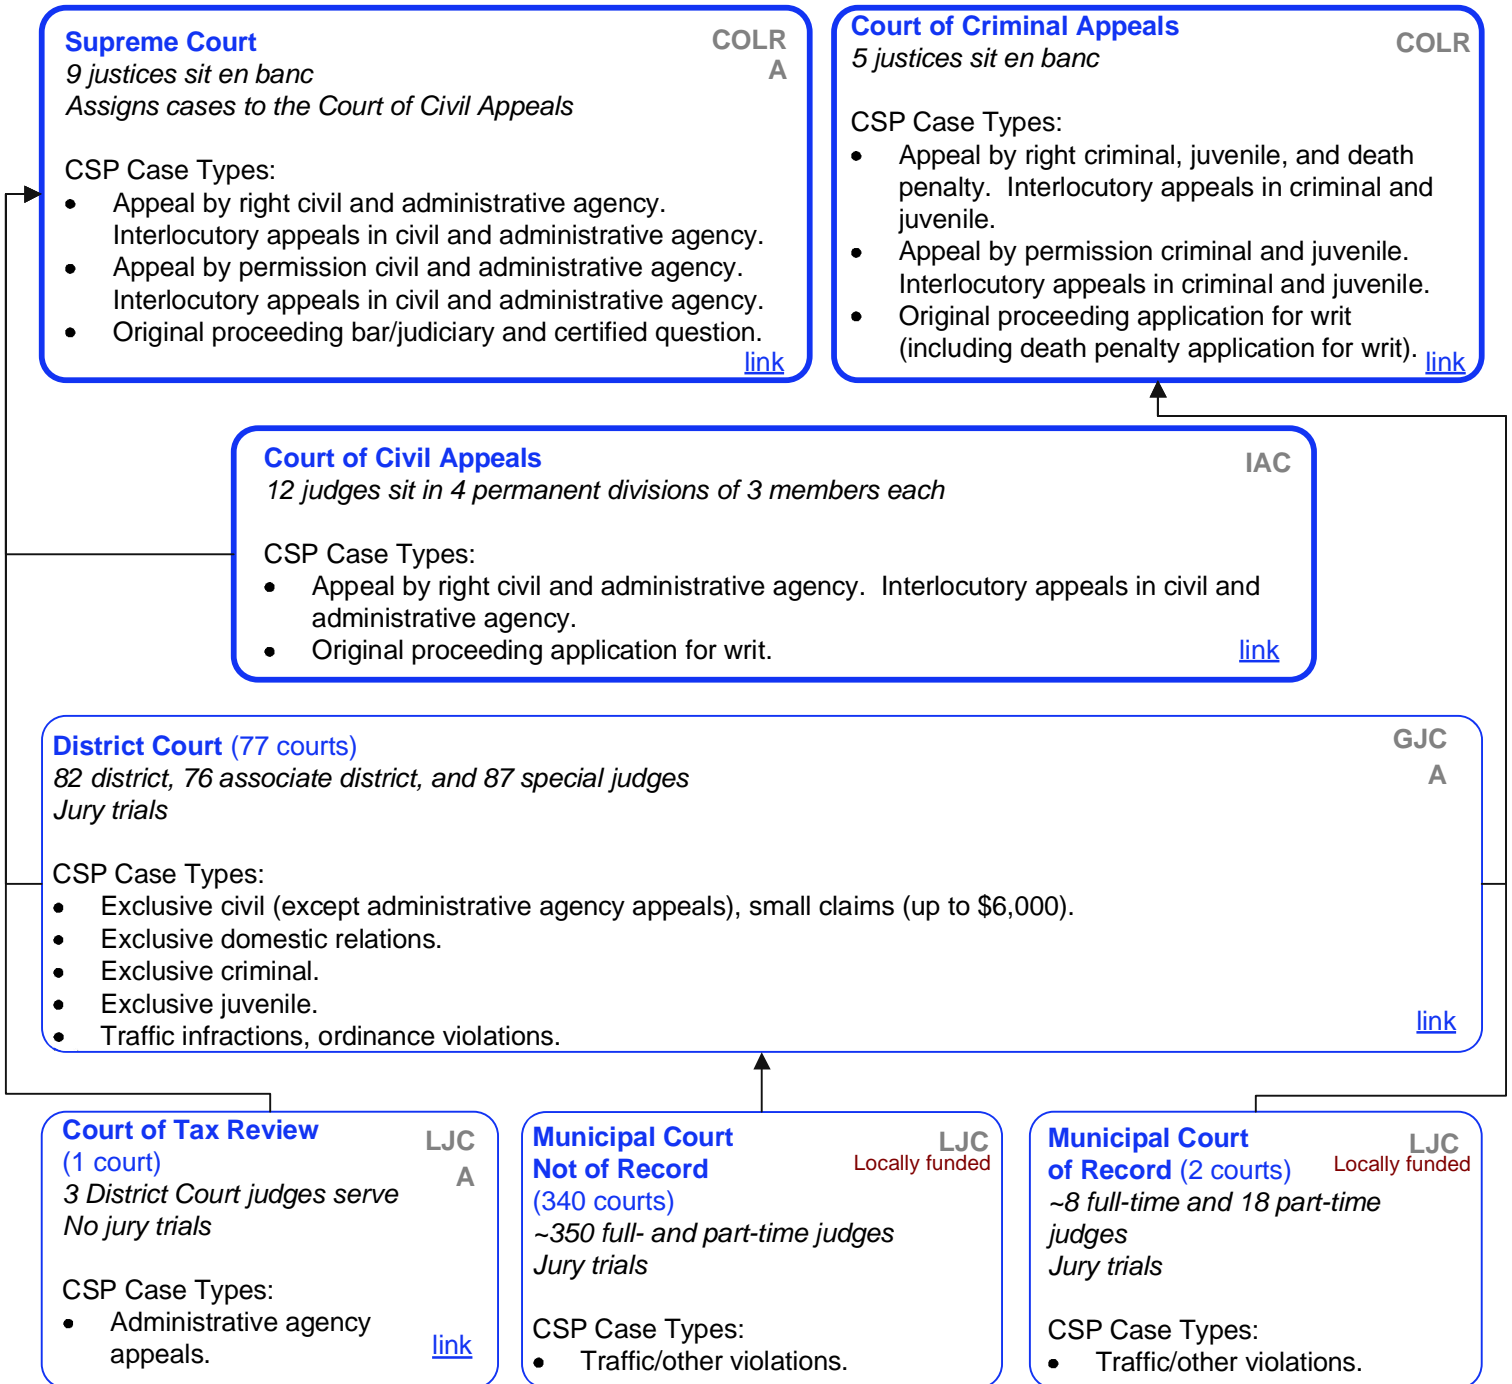 Supreme Court
COLR
9 justices sit en banc
A
Assigns cases to the Court of Civil Appeals
CSP Case Types:
• Appeal by right civil and administrative agency.
Interlocutory appeals in civil and administrative agency.
• Appeal by permission civil and administrative agency.
Interlocutory appeals in civil and administrative agency.
• Original proceeding bar/judiciary and certified question.
link
Court of Criminal Appeals
COLR
5 justices sit en banc
CSP Case Types:
• Appeal by right criminal, juvenile, and death
penalty. Interlocutory appeals in criminal and
juvenile.
• Appeal by permission criminal and juvenile.
Interlocutory appeals in criminal and juvenile.
• Original proceeding application for writ
(including death penalty application for writ).
link
Court of Civil Appeals
IAC
12 judges sit in 4 permanent divisions of 3 members each
CSP Case Types:
• Appeal by right civil and administrative agency. Interlocutory appeals in civil and
administrative agency.
• Original proceeding application for writ.
link
District Court (77 courts)
GJC
82 district, 76 associate district, and 87 special judges
A
Jury trials
CSP Case Types:
• Exclusive civil (except administrative agency appeals), small claims (up to $6,000).
• Exclusive domestic relations.
• Exclusive criminal.
• Exclusive juvenile.
• Traffic infractions, ordinance violations.
link
Court of Tax Review
LJC
(1 court)
A
3 District Court judges serve
No jury trials
CSP Case Types:
• Administrative agency
appeals.
link
Municipal Court
LJC
Not of Record
Locally funded
(340 courts)
~350 full- and part-time judges
Jury trials
CSP Case Types:
• Traffic/other violations.
Municipal Court
LJC
of Record (2 courts)
Locally funded
~8 full-time and 18 part-time
judges
Jury trials
CSP Case Types:
• Traffic/other violations.